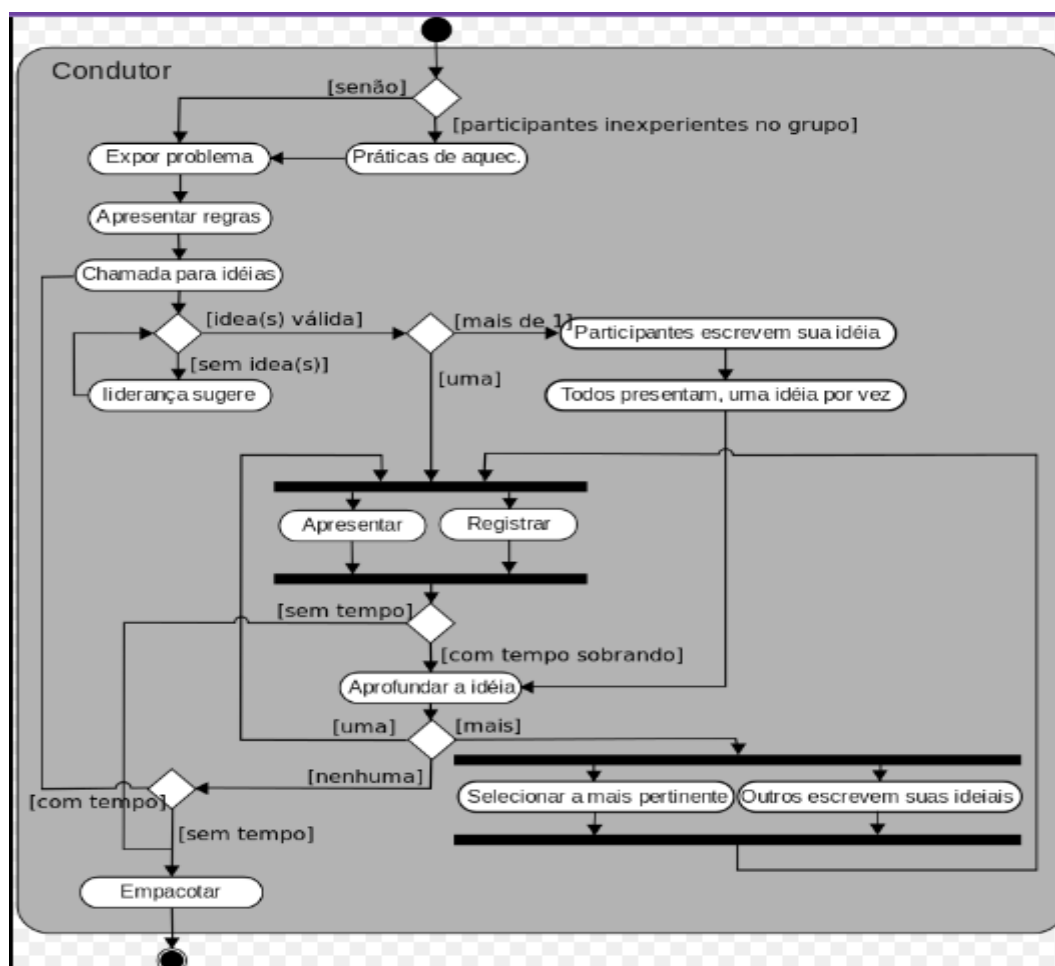 Condutor
[senão]
[participantes inexperientes no grupo]
Expor problema
Práticas de aquec.
Apresentar regras
Chamada para idéias
[idea(s) válida]
[mais de 1]
Participantes escrevem sua idéia
[sem idea(s)]
[uma]
liderança sugere
Todos presentam, uma idéia por vez
Apresentar
Registrar
[sem tempo]
[com tempo sobrando]
Aprofundar a idéia
[uma]
[mais]
[nenhuma]
Selecionar a mais pertinente
Outros escrevem suas ideiais
[com tempo]
[sem tempo]
Empacotar